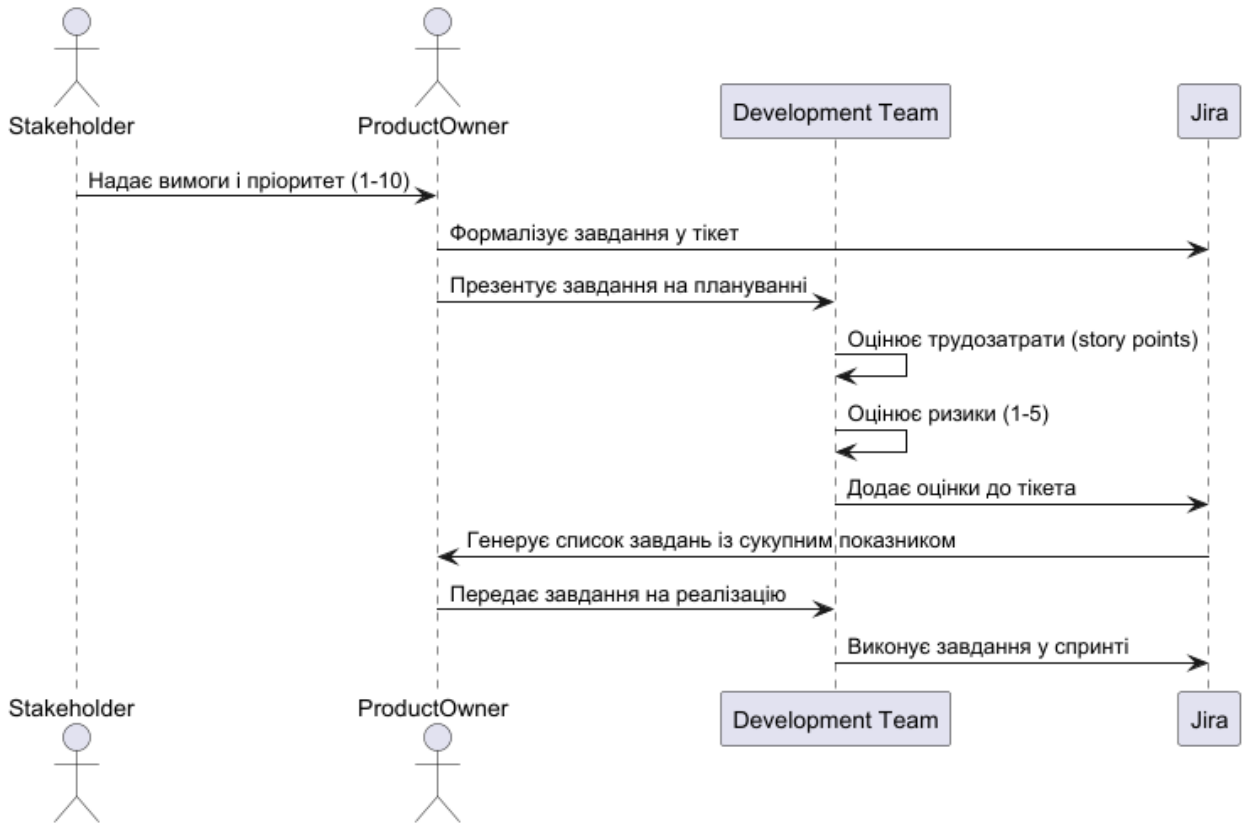 Stakeholder
ProductOwner
Development Team
Jira
Надає вимоги і пріоритет (1-10)
Формалізує завдання у тікет
Презентує завдання на плануванні
Оцінює трудозатрати (story points)
Оцінює ризики (1-5)
Додає оцінки до тікета
Генерує список завдань із сукупним показником
Передає завдання на реалізацію
Виконує завдання у спринті
Stakeholder
ProductOwner
Development Team
Jira